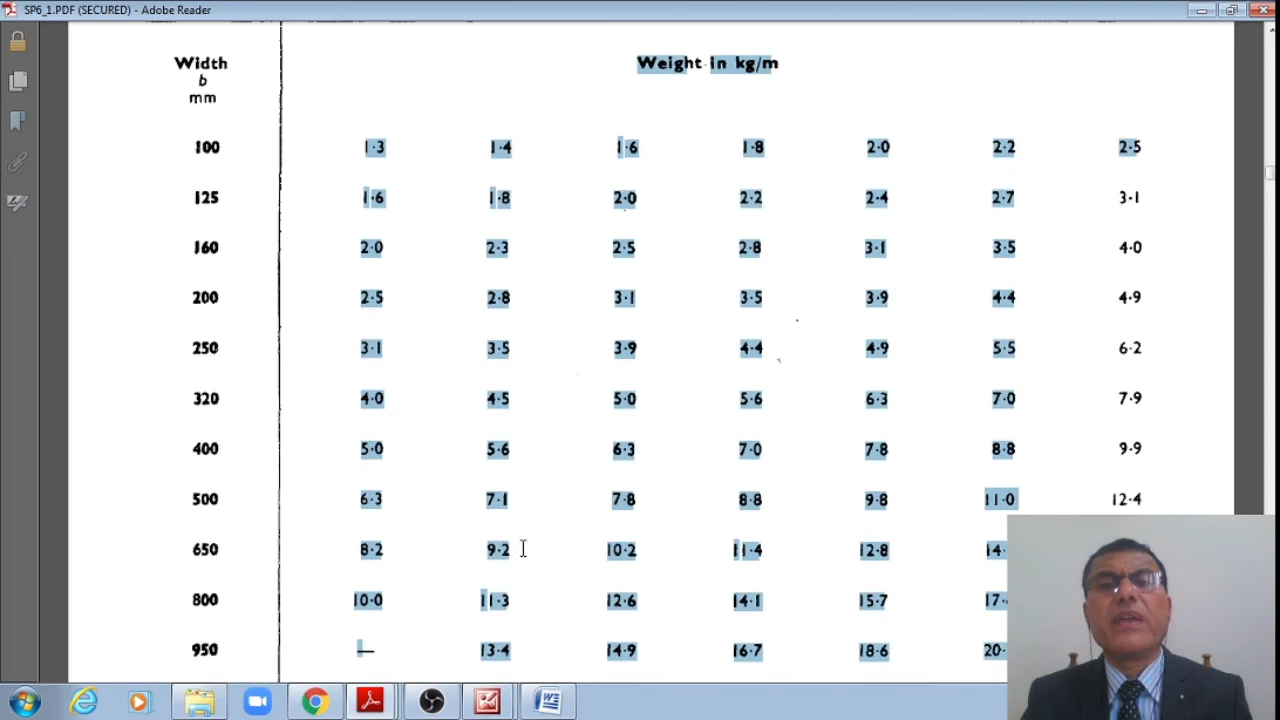 SP6_1.PDF (SECURED) - Adobe Reader
Width Weight in kg/m
b
mm
100 1·3 1·4 1·6 1·8 2·0 2·2 2·5
125 1·6 1·8 2·0 2·2 2·4 2·7 3·1
160 2·0 2·3 2·5 2·8 3·1 3·5 4·0
200 2·5 2·8 3·1 3·5 3·9 4·4 4·9
250 3·1 3·5 3·9 4·4 4·9 5·5 6·2
320 4·0 4·5 5·0 5·6 6·3 7·0 7·9
400 5·0 5·6 6·3 7·0 7·8 8·8 9·9
500 6·3 7·1 7·8 8·8 9·8 11·0 12·4
650 8·2 9·2 10·2 11·4 12·8 14·
800 10·0 11·3 12·6 14·1 15·7 17·
950 — 13·4 14·9 16·7 18·6 20·